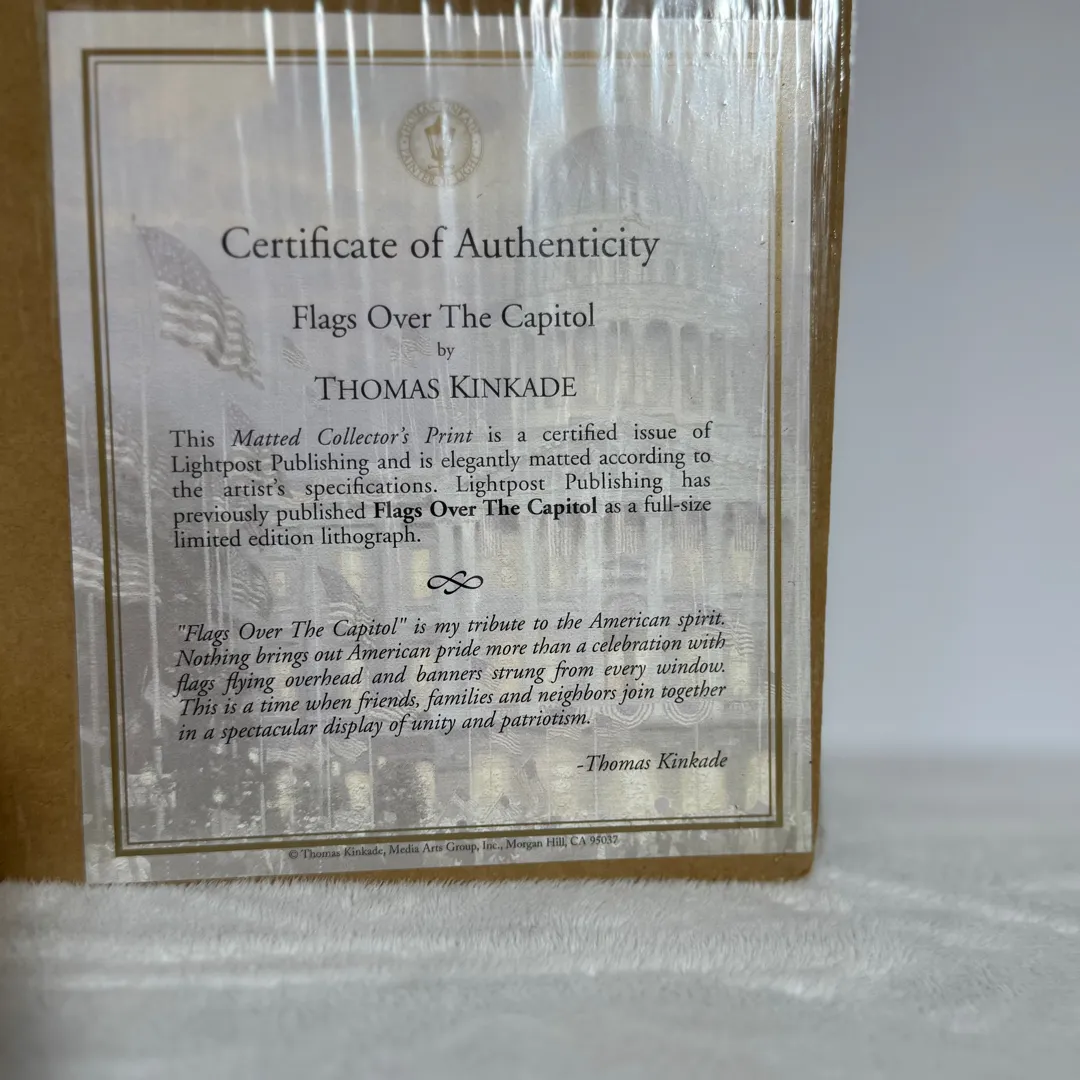 Certificate of Authenticity
Flags Over The Capitol
by
THOMAS KINKADE
This Matted Collector's Print is a certified issue of
Lightpost Publishing and is elegantly matted according to
the artist's specifications. Lightpost Publishing has
previously published Flags Over The Capitol as a full-size
limited edition lithograph.
"Flags Over The Capitol" is my tribute to the American spirit.
Nothing brings out American pride more than a celebration with
flags flying overhead and banners strung from every window.
This is a time when friends, families and neighbors join together
in a spectacular display of unity and patriotism.
-Thomas Kinkade
© Thomas Kinkade, Media Arts Group, Inc., Morgan Hill, CA 95037